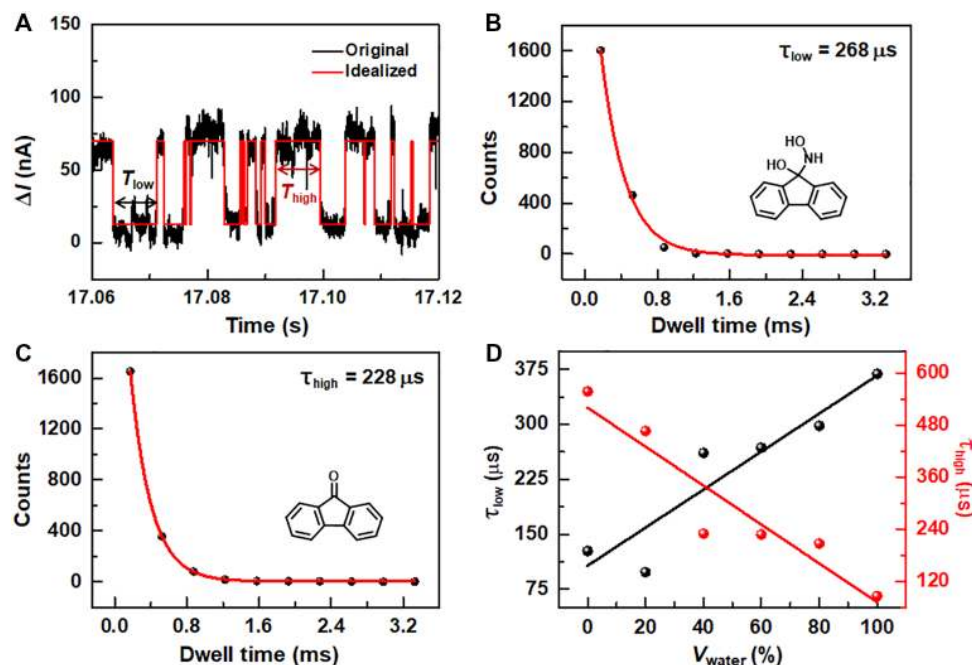 A
150
100
50
0
ΔI (nA)
Original
Idealized
T_low
T_high
17.06 17.08 17.10 17.12
Time (s)
B
1600
1200
800
400
0
Counts
τ_low = 268 μs
HO
HO NH
0.0 0.8 1.6 2.4 3.2
Dwell time (ms)
C
1600
1200
800
400
0
Counts
τ_high = 228 μs
O
0.0 0.8 1.6 2.4 3.2
Dwell time (ms)
D
375
300
225
150
75
τ_low (μs)
600
480
360
240
120
τ_high (μs)
0 20 40 60 80 100
V_water (%)